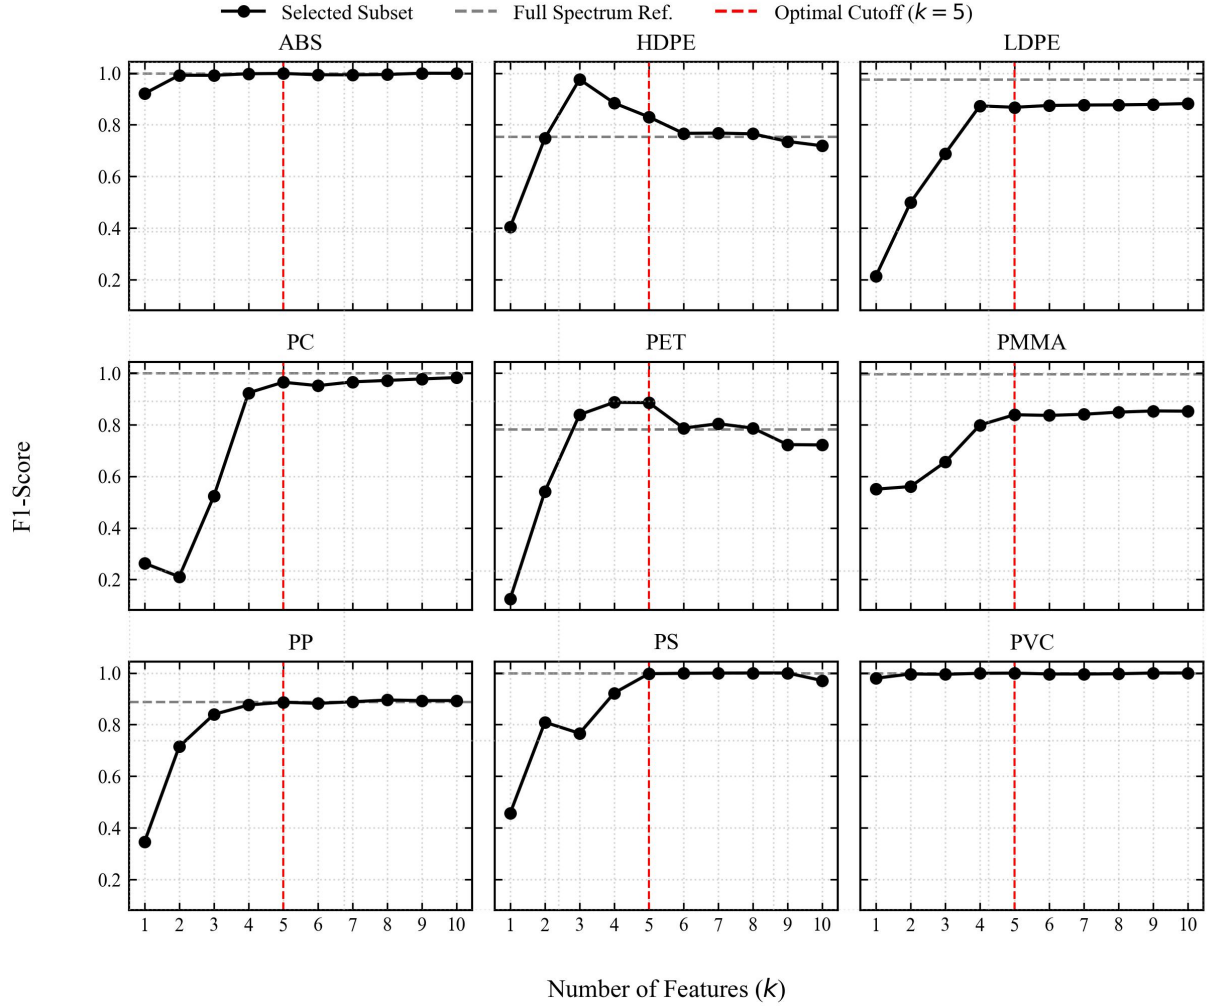 Selected Subset Full Spectrum Ref. Optimal Cutoff (k = 5)
ABS HDPE LDPE
1.0
0.8
0.6
0.4
0.2
PC PET PMMA
1.0
0.8
0.6
0.4
0.2
F1-Score
PP PS PVC
1.0
0.8
0.6
0.4
0.2
1 2 3 4 5 6 7 8 9 10 1 2 3 4 5 6 7 8 9 10 1 2 3 4 5 6 7 8 9 10
Number of Features (k)